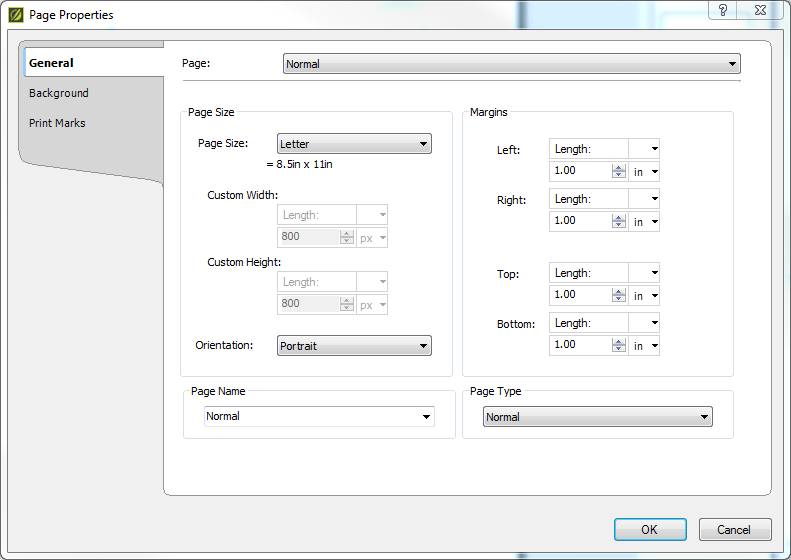 Page Properties
?
General
Background
Print Marks
Page:
Normal
Page Size
Page Size:
Letter
= 8.5in x 11in
Custom Width:
Length:
800
px
Custom Height:
Length:
800
px
Orientation:
Portrait
Margins
Left:
Length:
1.00
in
Right:
Length:
1.00
in
Top:
Length:
1.00
in
Bottom:
Length:
1.00
in
Page Name
Normal
Page Type
Normal
OK
Cancel